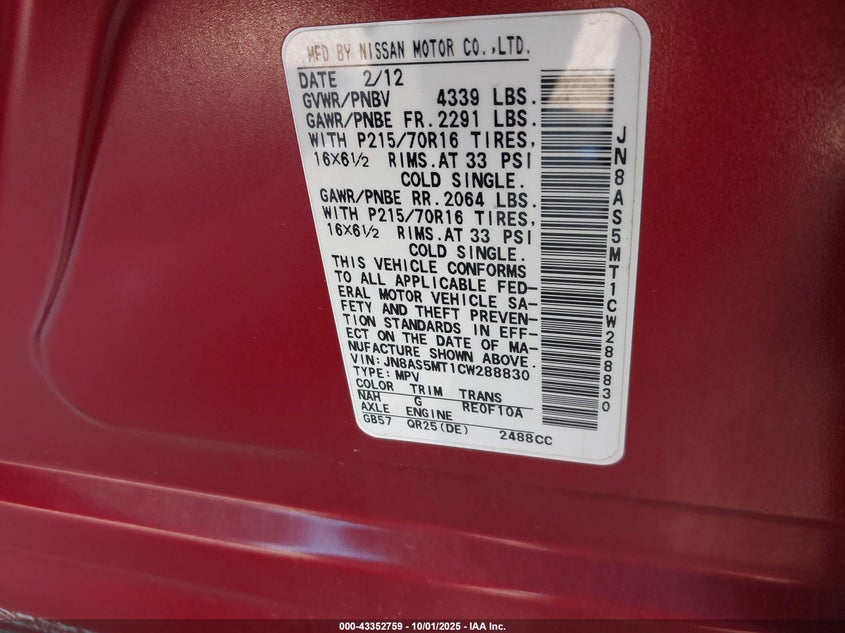 MFD BY NISSAN MOTOR CO.,LTD.
DATE 2/12
GVWR/PNBV 4339 LBS.
GAWR/PNBE FR.2291 LBS.
WITH P215/70R16 TIRES,
16X6½ RIMS.AT 33 PSI
COLD SINGLE.
GAWR/PNBE RR.2064 LBS.
WITH P215/70R16 TIRES,
16X6½ RIMS.AT 33 PSI
COLD SINGLE.
THIS VEHICLE CONFORMS
TO ALL APPLICABLE FED-
ERAL MOTOR VEHICLE SA-
FETY AND THEFT PREVEN-
TION STANDARDS IN EFF-
ECT ON THE DATE OF MA-
NUFACTURE SHOWN ABOVE.
VIN:JN8AS5MT1CW288830
TYPE:MPV
COLOR TRIM TRANS
NAH G RE0F10A
AXLE ENGINE
GB57 QR25(DE) 2488CC
JN8AS5MT1CW288830
000-43352759 - 10/01/2025 - IAA Inc.